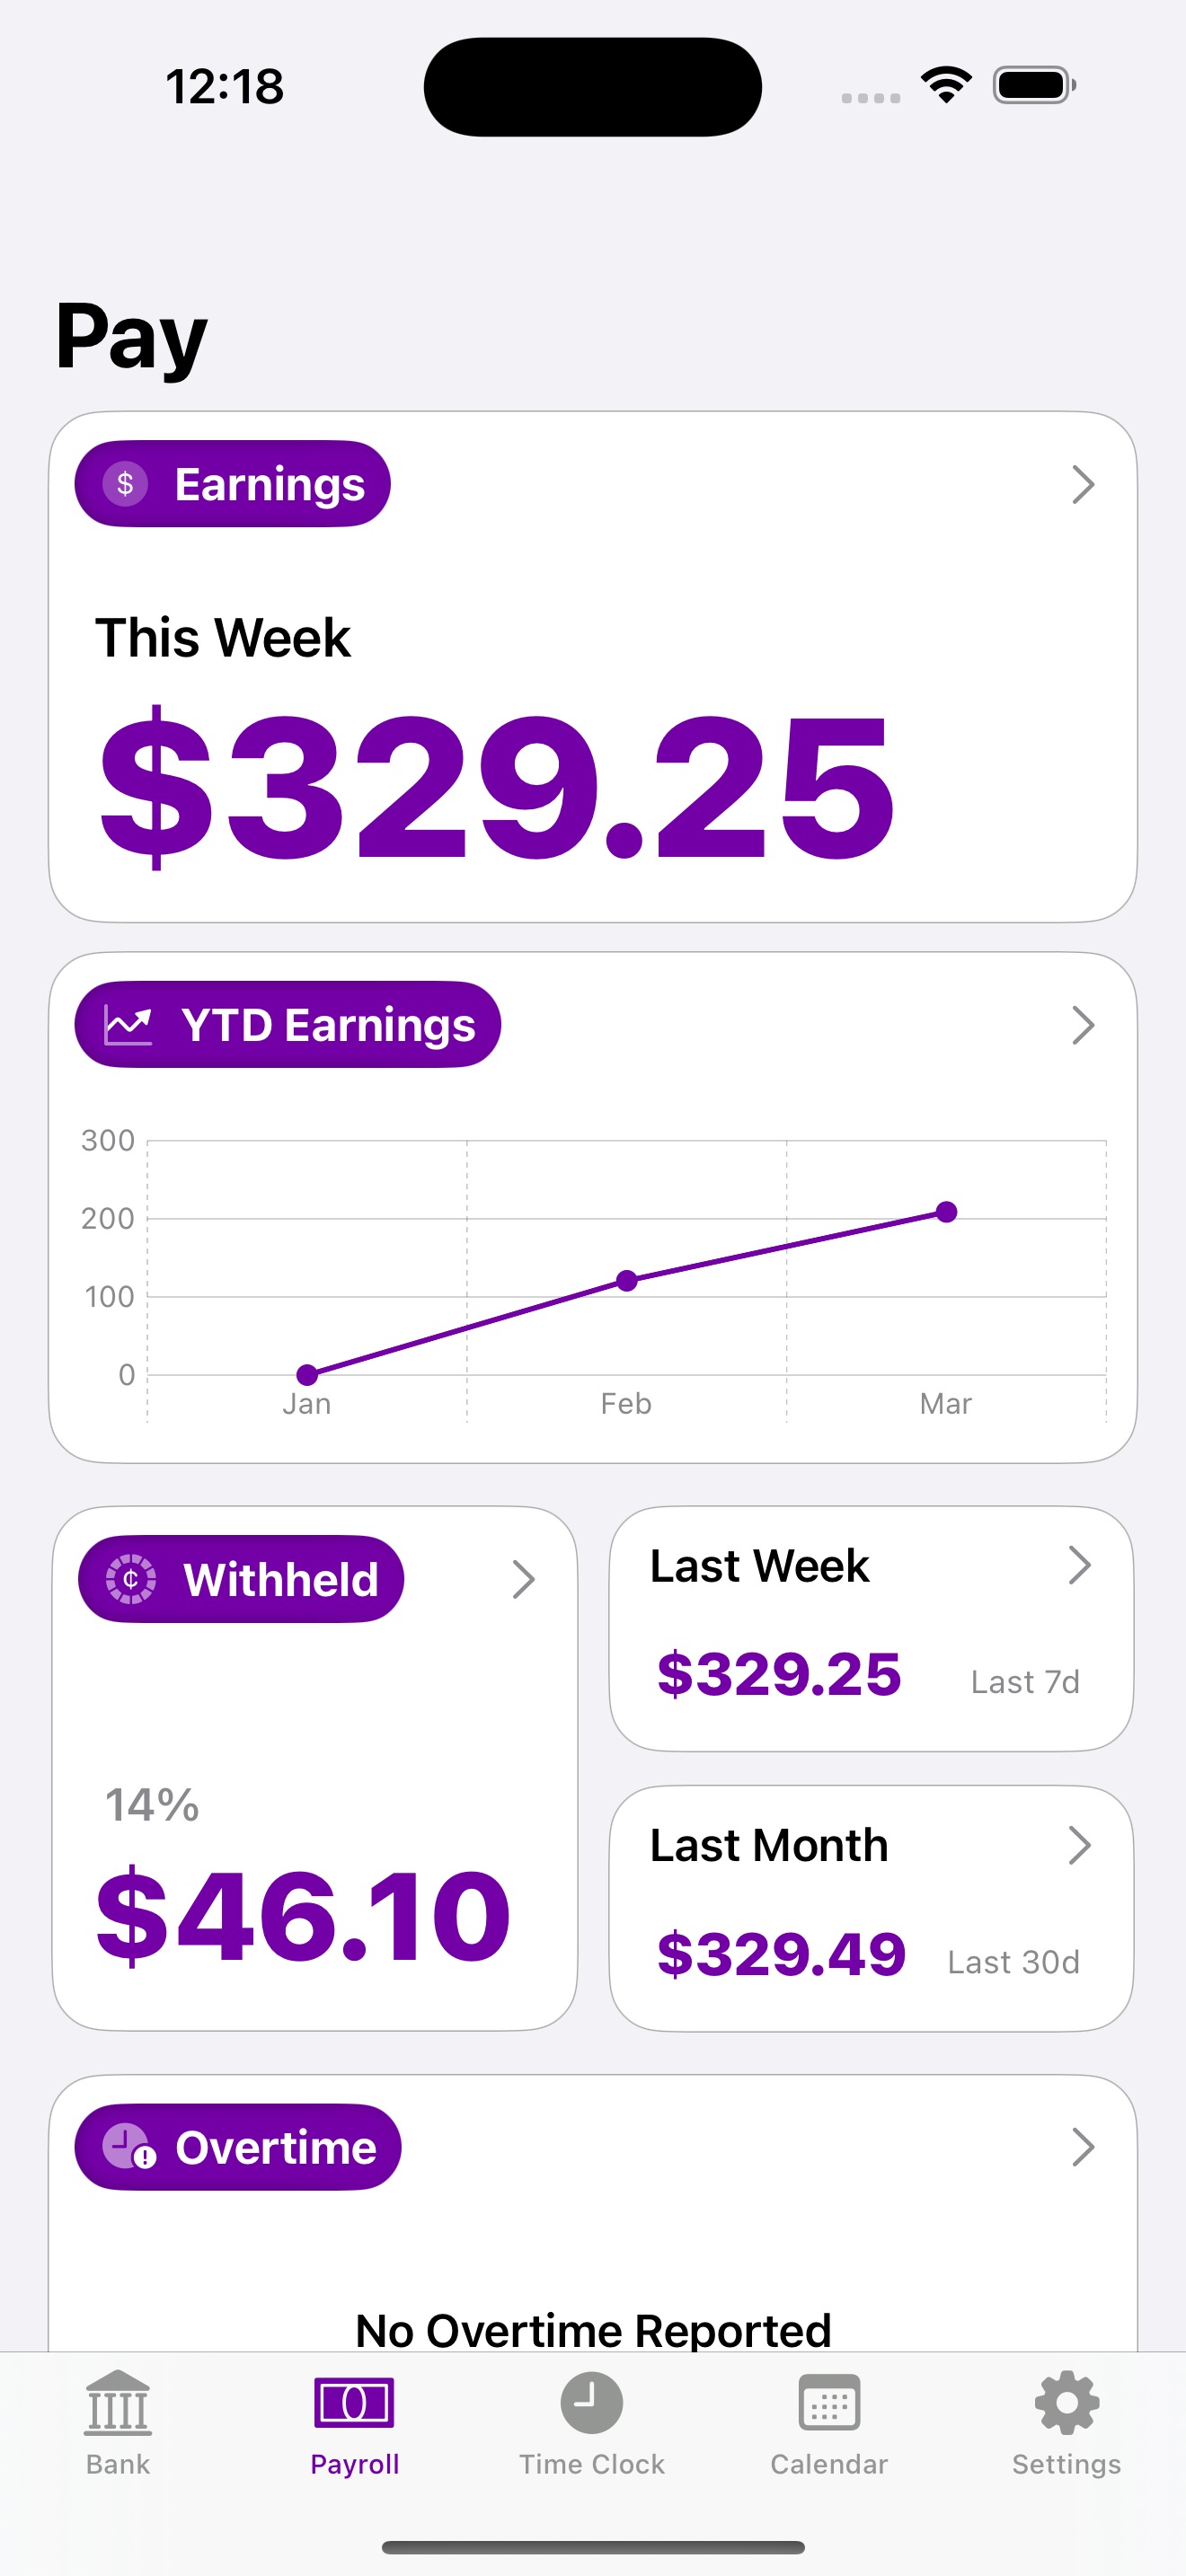 12:18
Pay
$ Earnings
This Week
$329.25
YTD Earnings
300
200
100
0
Jan Feb Mar
¢ Withheld
14%
$46.10
Last Week
$329.25 Last 7d
Last Month
$329.49 Last 30d
Overtime
No Overtime Reported
Bank Payroll Time Clock Calendar Settings